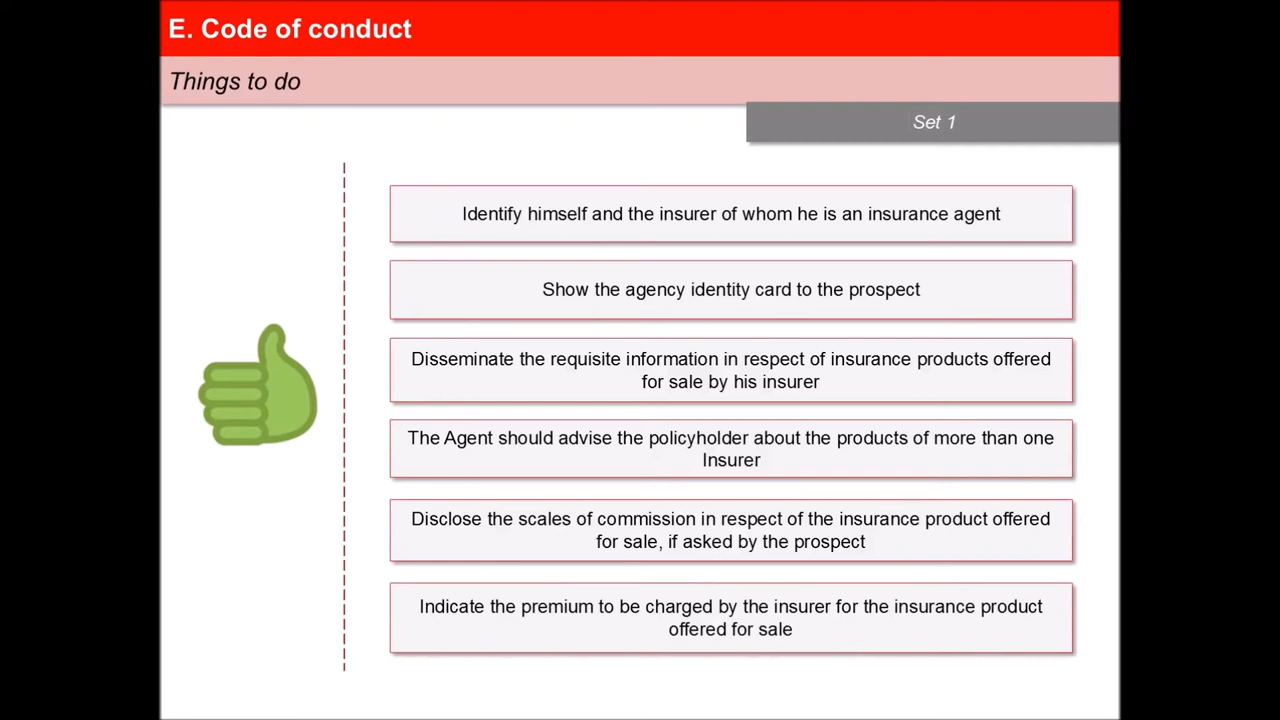 E. Code of conduct
Things to do
Set 1
Identify himself and the insurer of whom he is an insurance agent
Show the agency identity card to the prospect
Disseminate the requisite information in respect of insurance products offered
for sale by his insurer
The Agent should advise the policyholder about the products of more than one
Insurer
Disclose the scales of commission in respect of the insurance product offered
for sale, if asked by the prospect
Indicate the premium to be charged by the insurer for the insurance product
offered for sale